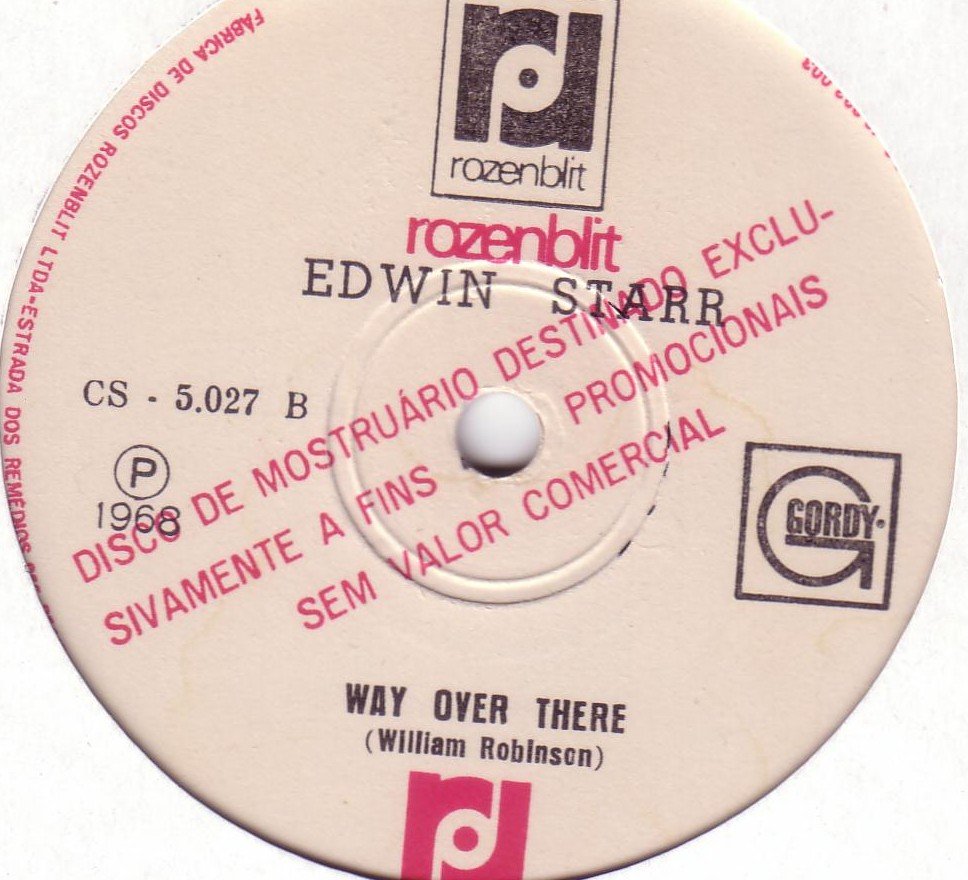 FÁBRICA DE DISCOS ROZENBLIT LTDA-ESTRADA DOS REMÉDIOS
rozenblit
rozenblit
EDWIN STARR
CS - 5.027 B
P
1968
DISCO DE MOSTRUÁRIO DESTINADO EXCLU-
SIVAMENTE A FINS PROMOCIONAIS
SEM VALOR COMERCIAL
GORDY
WAY OVER THERE
(William Robinson)